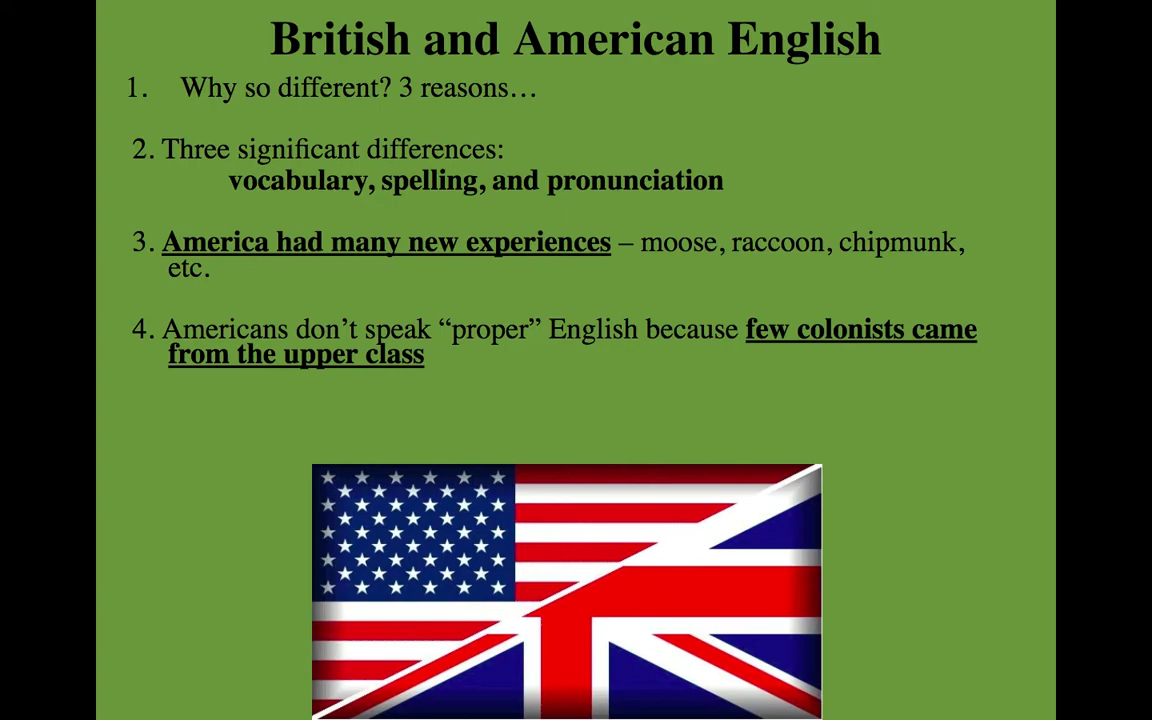 British and American English
1. Why so different? 3 reasons…
2. Three significant differences:
vocabulary, spelling, and pronunciation
3. America had many new experiences – moose, raccoon, chipmunk,
etc.
4. Americans don’t speak “proper” English because few colonists came
from the upper class